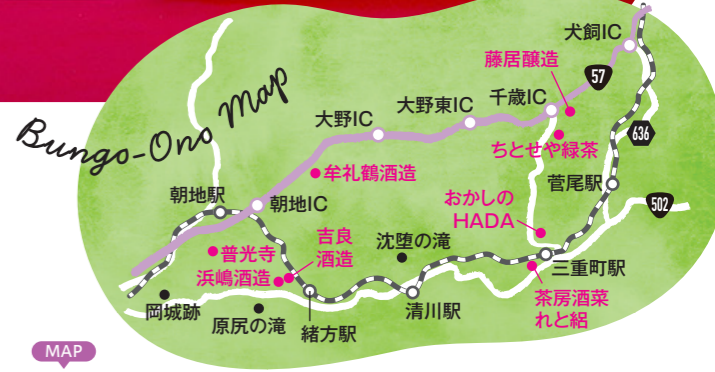 Bungo-Ono Map
犬飼IC
藤居醸造
57
千歳IC
大野東IC
大野IC
636
ちとせや緑茶
牟礼鶴酒造
菅尾駅
朝地駅
朝地IC
おかしの
HADA
502
吉良
酒造
沈堕の滝
普光寺
浜嶋酒造
三重町駅
茶房酒菜
れと絽
岡城跡
原尻の滝
緒方駅
清川駅
MAP